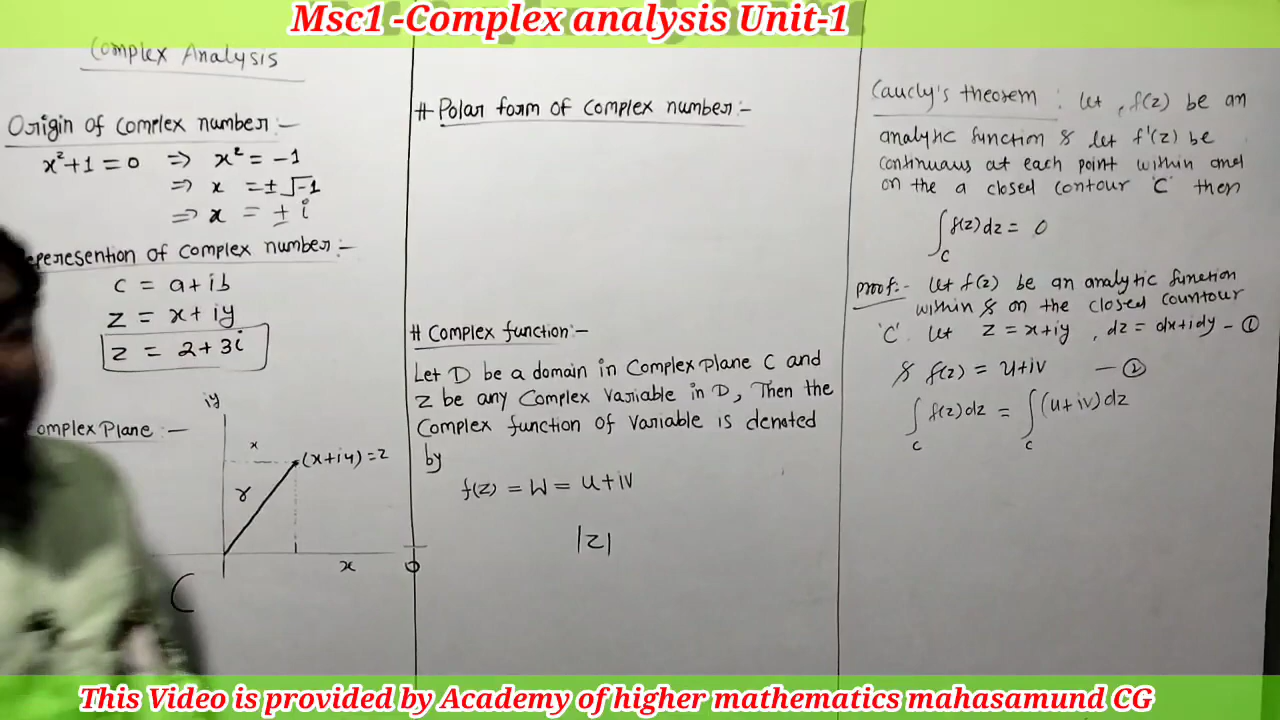 Msc1 -Complex analysis Unit-1
Complex Analysis
Origin of Complex number:-
x²+1 = 0 ⇒ x² = -1
⇒ x = ±√-1
⇒ x = ± i
eperesention of Complex number:-
c = a+ib
z = x+iy
z = 2+3i
omplex Plane :-
iy
x
(x+iy)=z
r
x
C
# Polar form of Complex number:-
# Complex function:-
Let D be a domain in Complex plane C and
z be any Complex Variable in D, Then the
Complex function of Variable is denoted
by
f(z) = W = U+iV
|z|
Caucly's theorem : let, f(z) be an
analytic function & let f'(z) be
continuous at each point within and
on the a closed contour 'C' then
∫ f(z)dz = 0
C
proof:- let f(z) be an analytic function
within & on the closed countour
'C'. let z = x+iy , dz = dx+idy - ①
& f(z) = u+iv - ②
∫ f(z)dz = ∫ (u+iv)dz
C C
This Video is provided by Academy of higher mathematics mahasamund CG